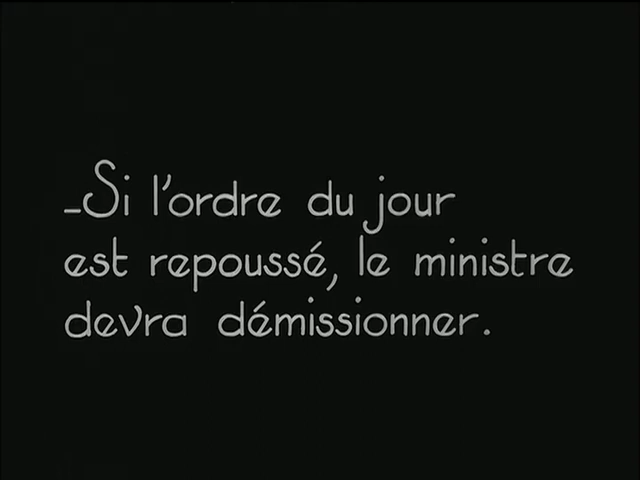 –Si l'ordre du jour
est repoussé, le ministre
devra démissionner.